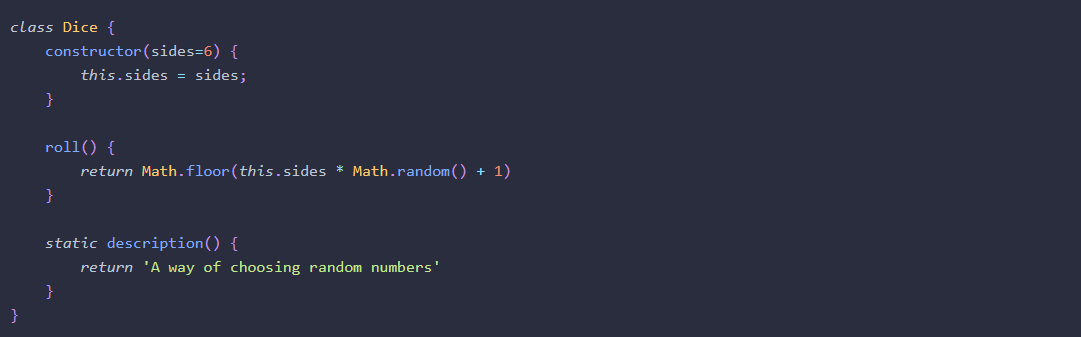 class Dice {
    constructor(sides=6) {
        this.sides = sides;
    }

    roll() {
        return Math.floor(this.sides * Math.random() + 1)
    }

    static description() {
        return 'A way of choosing random numbers'
    }
}